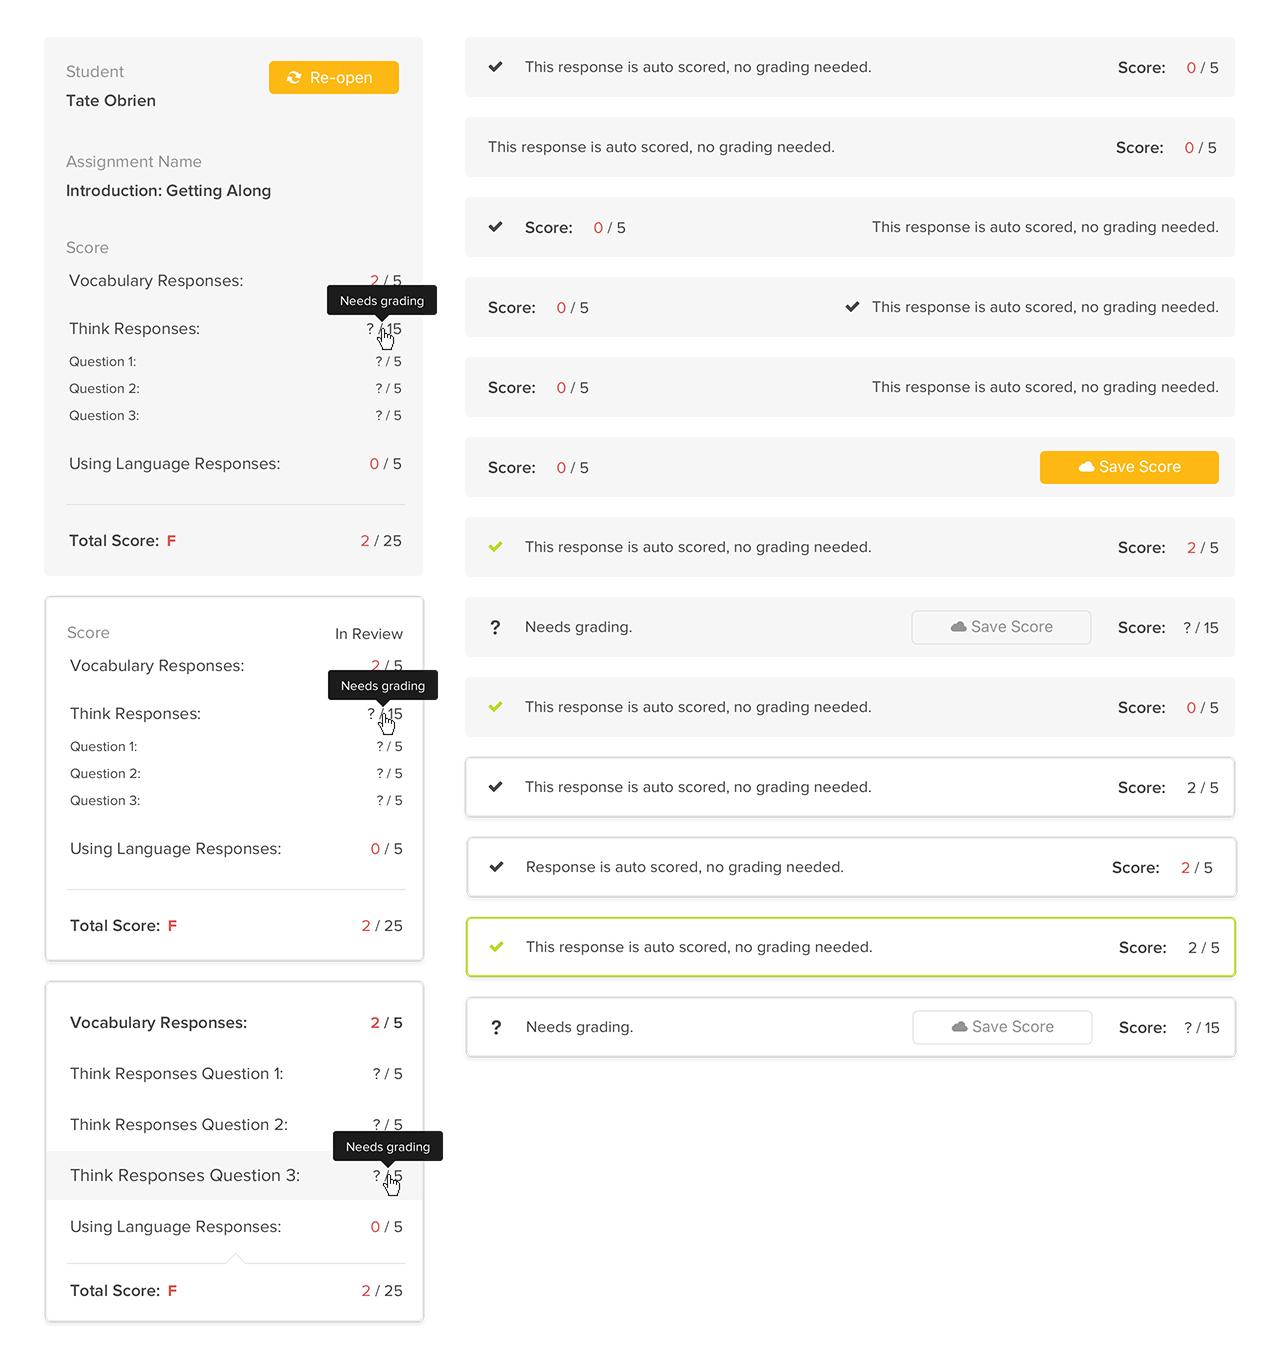 Student
Re-open
Tate Obrien
Assignment Name
Introduction: Getting Along
Score
Vocabulary Responses: 2 / 5
Needs grading
Think Responses: ? / 15
Question 1: ? / 5
Question 2: ? / 5
Question 3: ? / 5
Using Language Responses: 0 / 5
Total Score: F 2 / 25
Score In Review
Vocabulary Responses: 2 / 5
Needs grading
Think Responses: ? / 15
Question 1: ? / 5
Question 2: ? / 5
Question 3: ? / 5
Using Language Responses: 0 / 5
Total Score: F 2 / 25
Vocabulary Responses: 2 / 5
Think Responses Question 1: ? / 5
Think Responses Question 2: ? / 5
Needs grading
Think Responses Question 3: ? / 5
Using Language Responses: 0 / 5
Total Score: F 2 / 25
This response is auto scored, no grading needed. Score: 0 / 5
This response is auto scored, no grading needed. Score: 0 / 5
Score: 0 / 5 This response is auto scored, no grading needed.
Score: 0 / 5 This response is auto scored, no grading needed.
Score: 0 / 5 This response is auto scored, no grading needed.
Score: 0 / 5 Save Score
This response is auto scored, no grading needed. Score: 2 / 5
? Needs grading. Save Score Score: ? / 15
This response is auto scored, no grading needed. Score: 0 / 5
This response is auto scored, no grading needed. Score: 2 / 5
Response is auto scored, no grading needed. Score: 2 / 5
This response is auto scored, no grading needed. Score: 2 / 5
? Needs grading. Save Score Score: ? / 15